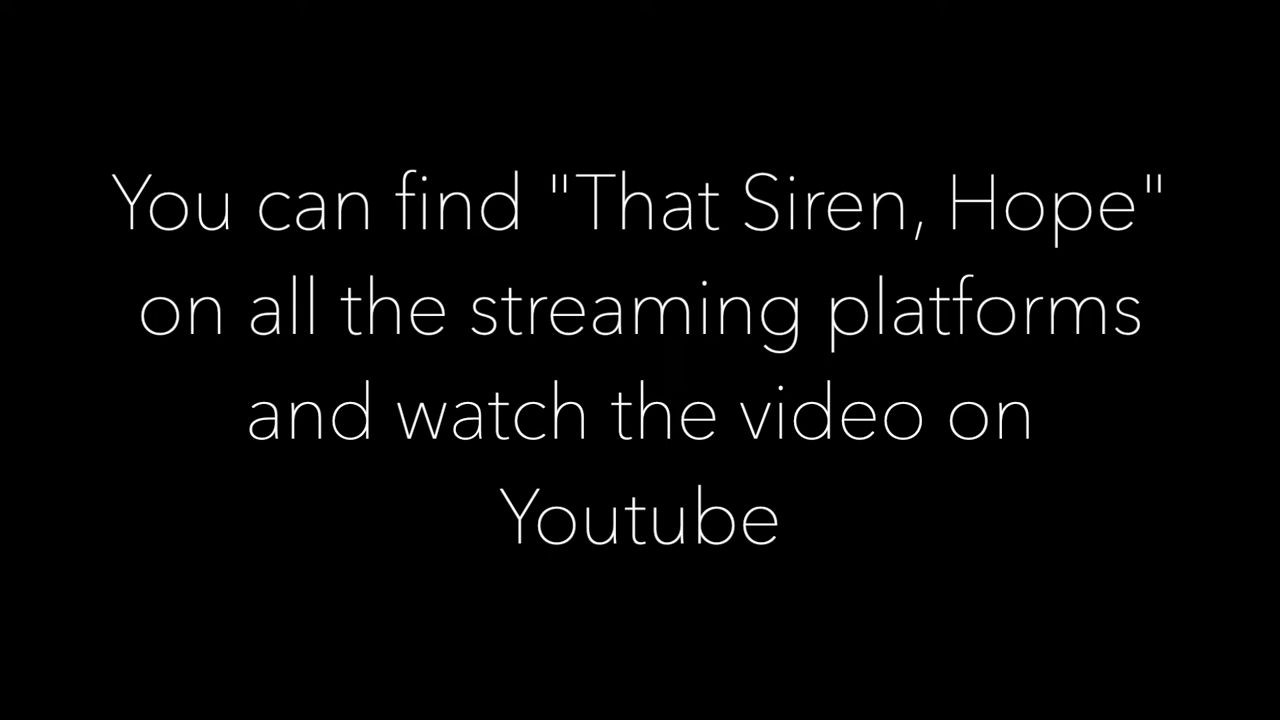 You can find "That Siren, Hope"
on all the streaming platforms
and watch the video on
Youtube